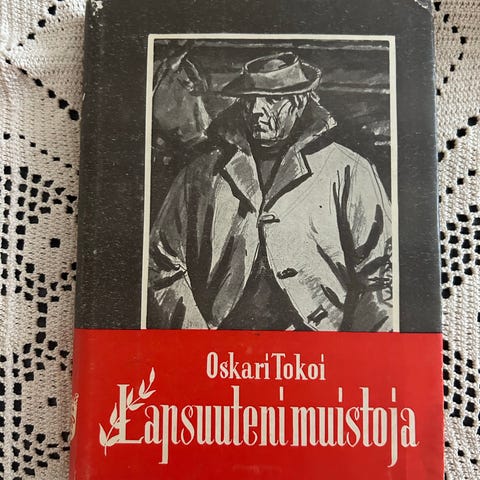 Oskari Tokoi
Lapsuuteni muistoja